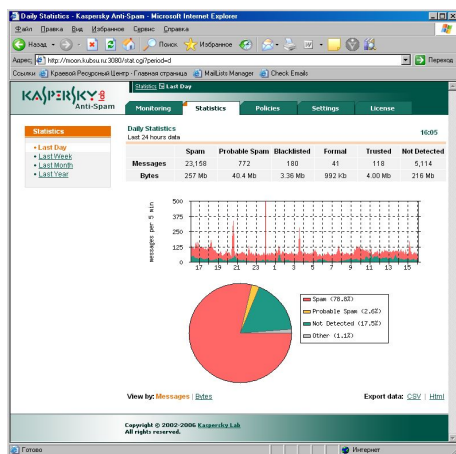 Daily Statistics - Kaspersky Anti-Spam - Microsoft Internet Explorer
Файл Правка Вид Избранное Сервис Справка
Назад Поиск Избранное
Адрес: http://moon.kubsu.ru:3080/stat.cgi?period=d Переход
Ссылки Краевой Ресурсный Центр - Главная страница MailLists Manager Check Emails
KASPERSKY
Anti-Spam
Statistics Last Day
Monitoring Statistics Policies Settings License
Statistics
Last Day
Last Week
Last Month
Last Year
Daily Statistics
Last 24 hours data
16:05
Spam Probable Spam Blacklisted Formal Trusted Not Detected
Messages 23,158 772 180 41 118 5,114
Bytes 257 Mb 40.4 Mb 3.36 Mb 992 Kb 4.00 Mb 216 Mb
messages per 5 min
500
375
250
125
0
17 19 21 23 1 3 5 7 9 11 13 15
Spam (78.6%)
Probable Spam (2.6%)
Not Detected (17.5%)
Other (1.1%)
View by: Messages | Bytes
Export data: CSV | Html
Copyright © 2002-2006 Kaspersky Lab
All rights reserved.
Готово Интернет